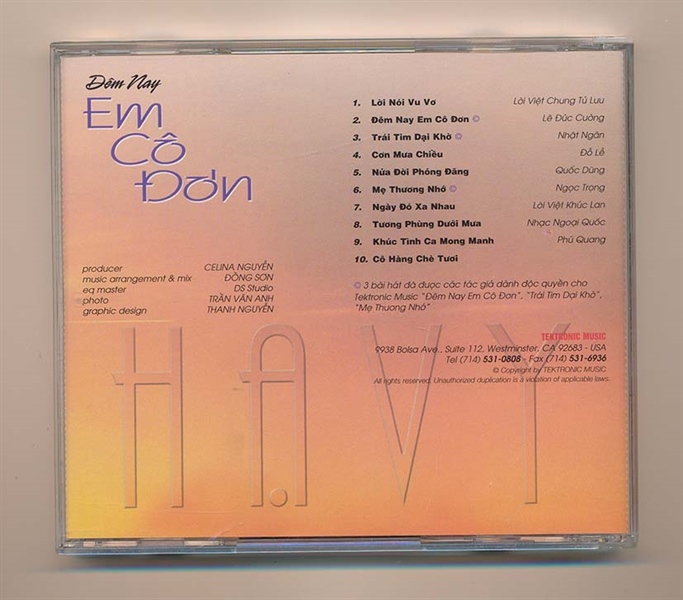 Đêm Nay
Em
Cô
Đơn
1. Lời Nói Vu Vơ Lời Việt Chung Tử Lưu
2. Đêm Nay Em Cô Đơn © Lê Đức Cường
3. Trái Tim Dại Khờ © Nhật Ngân
4. Cơn Mưa Chiều Đỗ Lễ
5. Nửa Đời Phóng Đãng Quốc Dũng
6. Mẹ Thương Nhớ © Ngọc Trọng
7. Ngày Đó Xa Nhau Lời Việt Khúc Lan
8. Tương Phùng Dưới Mưa Nhạc Ngoại Quốc
9. Khúc Tình Ca Mong Manh Phú Quang
10. Cô Hàng Chè Tươi
producer CELINA NGUYỄN
music arrangement & mix ĐÔNG SƠN
eq master DS Studio
photo TRẦN VÂN ANH
graphic design THANH NGUYÊN
© 3 bài hát đã được các tác giả dành độc quyền cho
Tektronic Music "Đêm Nay Em Cô Đơn", "Trái Tim Dại Khờ",
"Mẹ Thương Nhớ"
TEKTRONIC MUSIC
9938 Bolsa Ave., Suite 112, Westminster, CA 92683 - USA
Tel (714) 531-0808 - Fax (714) 531-6936
© Copyright by TEKTRONIC MUSIC
All rights reserved. Unauthorized duplication is a violation of applicable laws.
HẠ VY